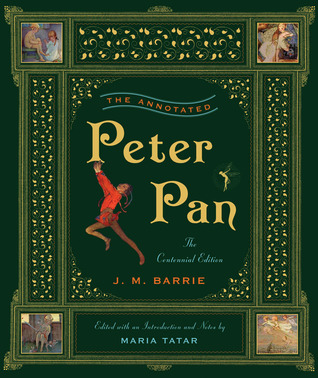 THE ANNOTATED
Peter
Pan
The
Centennial Edition
J. M. BARRIE
Edited with an Introduction and Notes by
MARIA TATAR